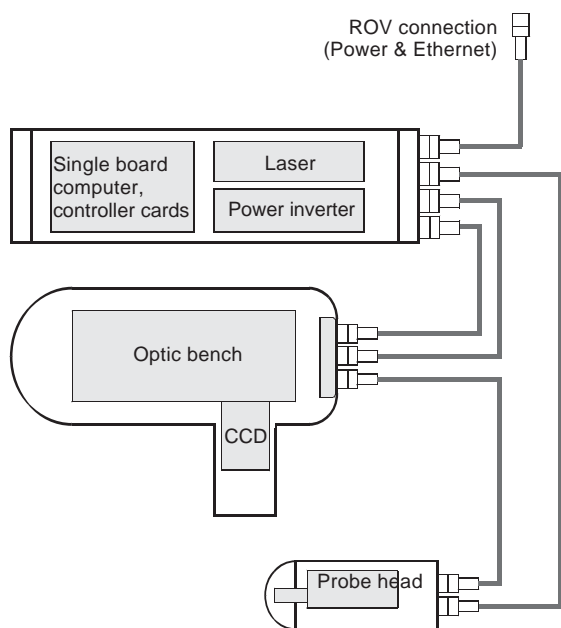 ROV connection
(Power & Ethernet)
Single board
computer,
controller cards
Laser
Power inverter
Optic bench
CCD
Probe head